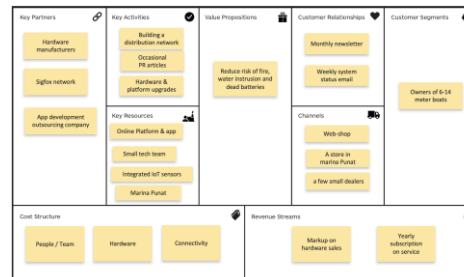 Key Partners
Hardware
manufacturers
Sigfox network
App development
outsourcing company
Key Activities
Building a
distribution network
Occasional
PR articles
Hardware &
platform upgrades
Key Resources
Online Platform & app
Small tech team
Integrated IoT sensors
Marina Punat
Value Propositions
Reduce risk of fire,
water instrusion and
dead batteries
Customer Relationships
Monthly newsletter
Weekly system
status email
Channels
Web-shop
A store in
marina Punat
a few small dealers
Customer Segments
Owners of 6-14
meter boats
Cost Structure
People / Team
Hardware
Connectivity
Revenue Streams
Markup on
hardware sales
Yearly
subscription
on service